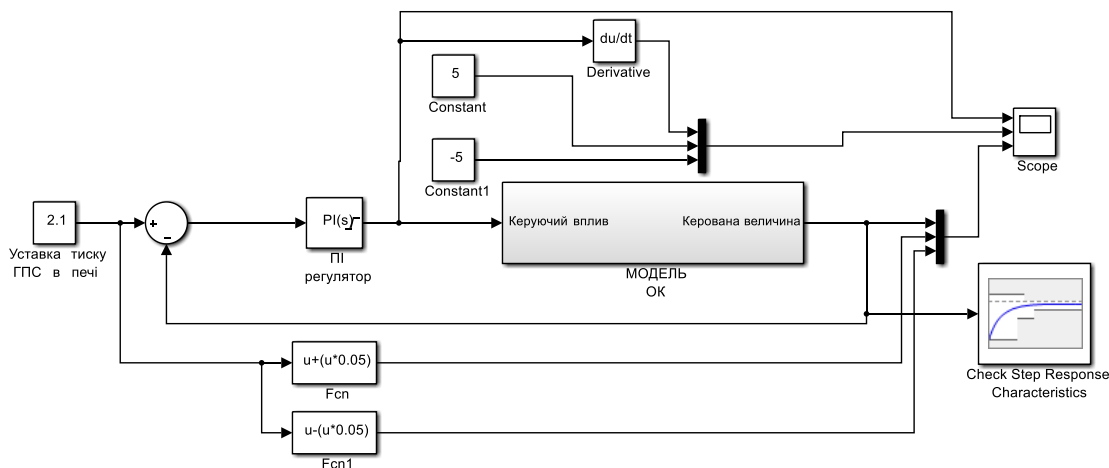 du/dt
Derivative
5
Constant
-5
Constant1
Scope
2.1
Уставка тиску
ГПС в печі
+
−
PI(s)
ПІ
регулятор
Керуючий вплив
Керована величина
МОДЕЛЬ
ОК
Check Step Response
Characteristics
u+(u*0.05)
Fcn
u-(u*0.05)
Fcn1